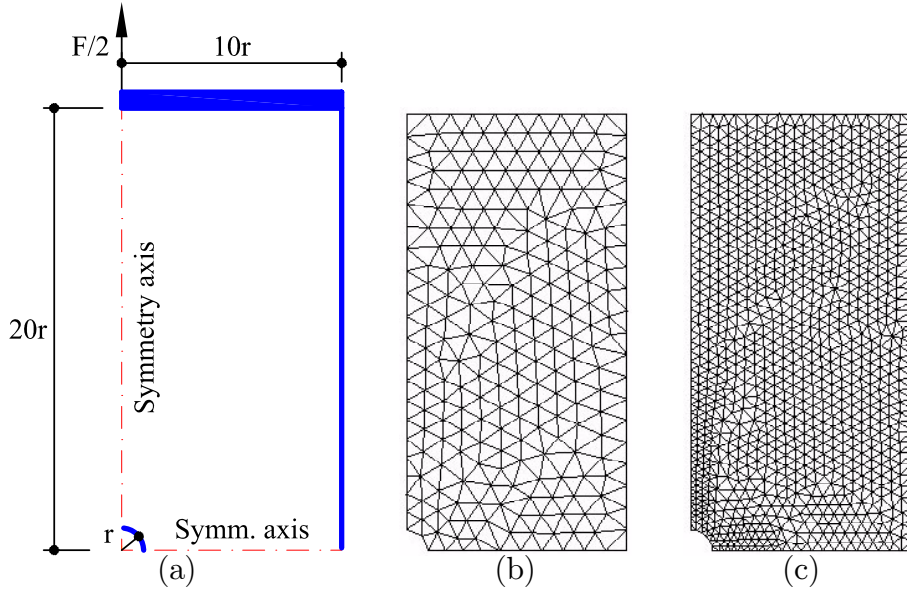 F/2
10r
20r
Symmetry axis
r
Symm. axis
(a)
(b)
(c)